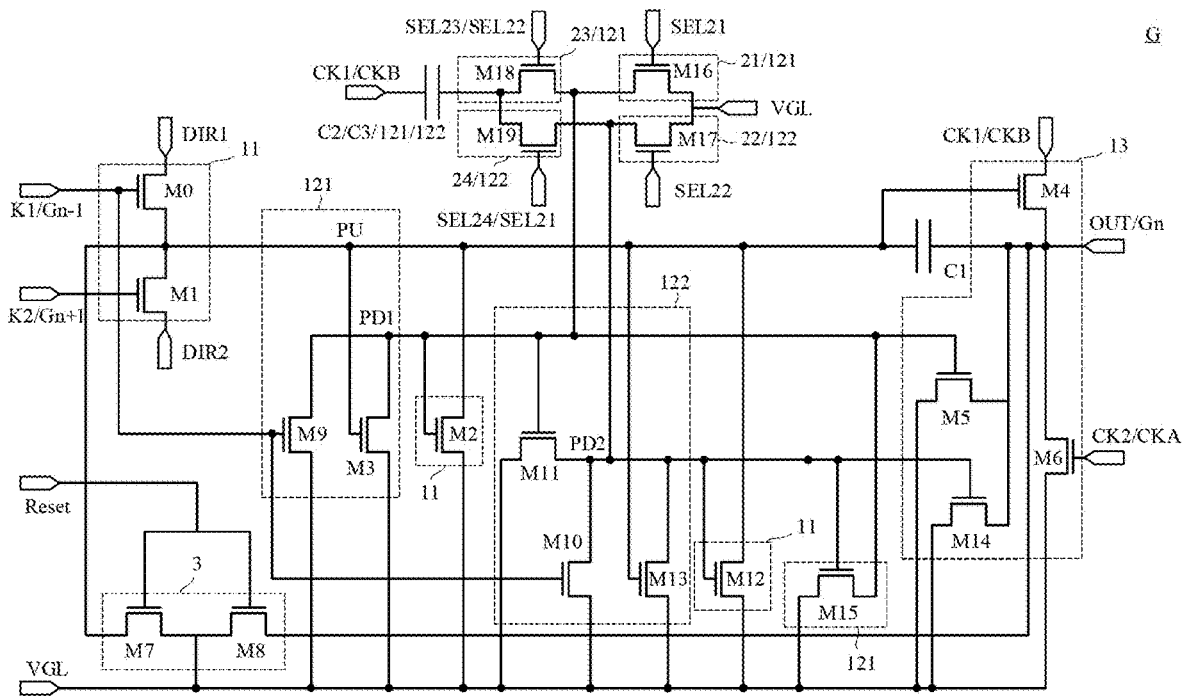 SEL23/SEL22
SEL21
G
23/121
CK1/CKB
M18
M16
21/121
VGL
C2/C3/121/122
M19
M17
22/122
24/122
SEL24/SEL21
SEL22
DIR1
11
CK1/CKB
13
K1/Gn-1
M0
M4
121
PU
OUT/Gn
C1
K2/Gn+1
M1
122
DIR2
PD1
M5
M9
M3
M2
M11
PD2
CK2/CKA
M6
11
Reset
M10
11
M14
3
M13
M12
M15
M7
M8
121
VGL